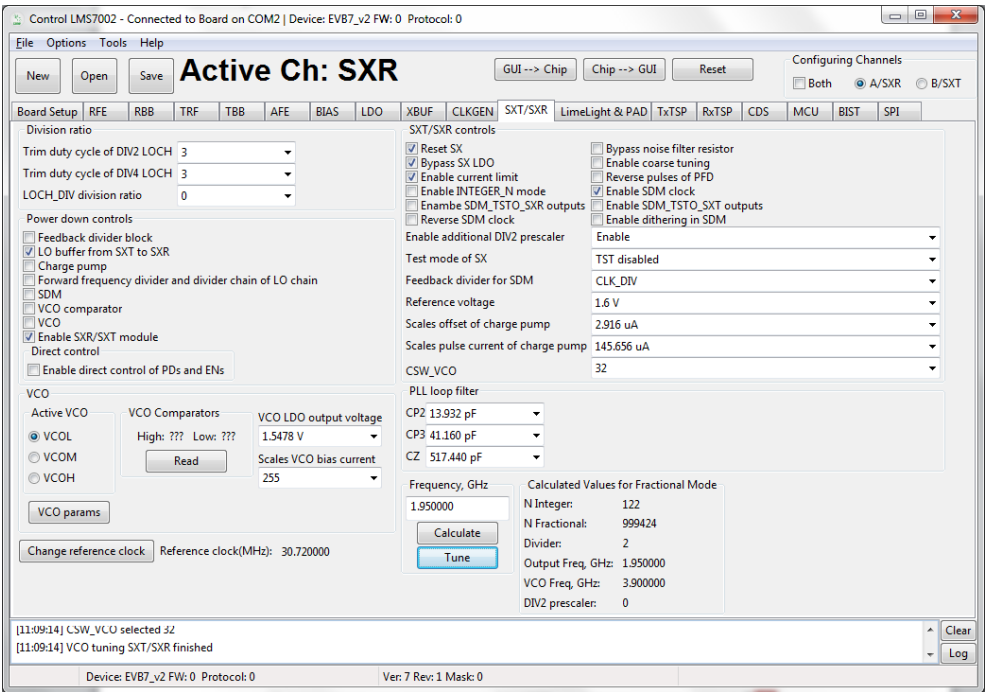 Control LMS7002 - Connected to Board on COM2 | Device: EVB7_v2 FW: 0 Protocol: 0
File Options Tools Help
New Open Save Active Ch: SXR GUI --> Chip Chip --> GUI Reset
Configuring Channels
Both A/SXR B/SXT
Board Setup RFE RBB TRF TBB AFE BIAS LDO XBUF CLKGEN SXT/SXR LimeLight & PAD TxTSP RxTSP CDS MCU BIST SPI
Division ratio
Trim duty cycle of DIV2 LOCH 3
Trim duty cycle of DIV4 LOCH 3
LOCH_DIV division ratio 0
Power down controls
Feedback divider block
LO buffer from SXT to SXR
Charge pump
Forward frequency divider and divider chain of LO chain
SDM
VCO comparator
VCO
Enable SXR/SXT module
Direct control
Enable direct control of PDs and ENs
VCO
Active VCO
VCOL
VCOM
VCOH
VCO Comparators
High: ??? Low: ???
Read
VCO LDO output voltage
1.5478 V
Scales VCO bias current
255
VCO params
Change reference clock Reference clock(MHz): 30.720000
SXT/SXR controls
Reset SX
Bypass SX LDO
Enable current limit
Enable INTEGER_N mode
Enambe SDM_TSTO_SXR outputs
Reverse SDM clock
Bypass noise filter resistor
Enable coarse tuning
Reverse pulses of PFD
Enable SDM clock
Enable SDM_TSTO_SXT outputs
Enable dithering in SDM
Enable additional DIV2 prescaler Enable
Test mode of SX TST disabled
Feedback divider for SDM CLK_DIV
Reference voltage 1.6 V
Scales offset of charge pump 2.916 uA
Scales pulse current of charge pump 145.656 uA
CSW_VCO 32
PLL loop filter
CP2 13.932 pF
CP3 41.160 pF
CZ 517.440 pF
Frequency, GHz
1.950000
Calculate
Tune
Calculated Values for Fractional Mode
N Integer: 122
N Fractional: 999424
Divider: 2
Output Freq, GHz: 1.950000
VCO Freq, GHz: 3.900000
DIV2 prescaler: 0
[11:09:14] CSW_VCO selected 32
[11:09:14] VCO tuning SXT/SXR finished
Clear
Log
Device: EVB7_v2 FW: 0 Protocol: 0 Ver: 7 Rev: 1 Mask: 0